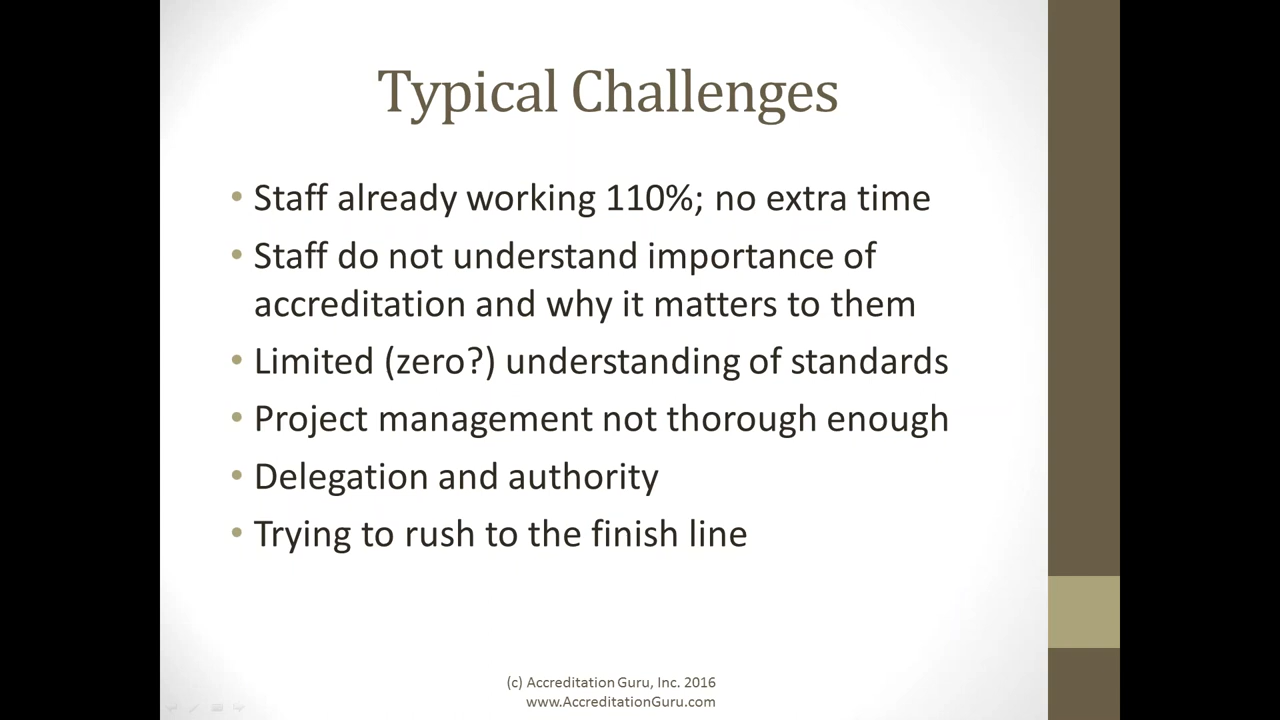 Typical Challenges
• Staff already working 110%; no extra time
• Staff do not understand importance of
accreditation and why it matters to them
• Limited (zero?) understanding of standards
• Project management not thorough enough
• Delegation and authority
• Trying to rush to the finish line
(c) Accreditation Guru, Inc. 2016
www.AccreditationGuru.com